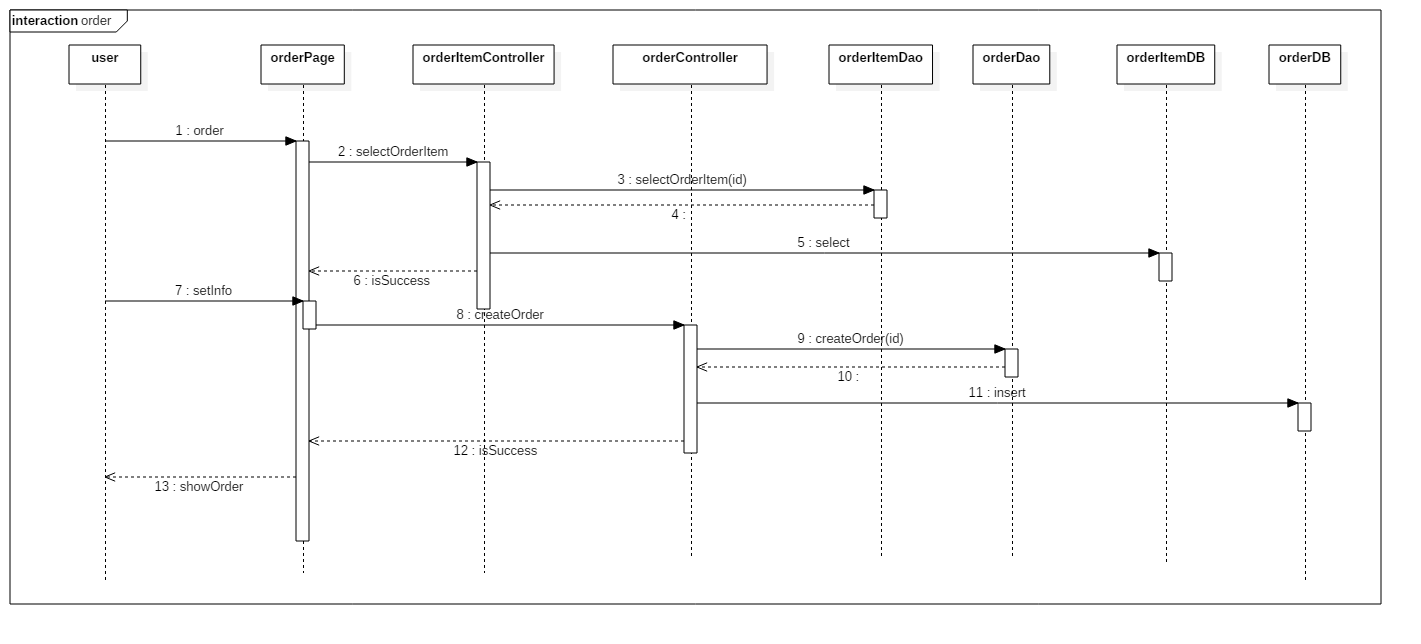 interaction order
user
orderPage
orderItemController
orderController
orderItemDao
orderDao
orderItemDB
orderDB
1 : order
2 : selectOrderItem
3 : selectOrderItem(id)
4 :
5 : select
6 : isSuccess
7 : setInfo
8 : createOrder
9 : createOrder(id)
10 :
11 : insert
12 : isSuccess
13 : showOrder